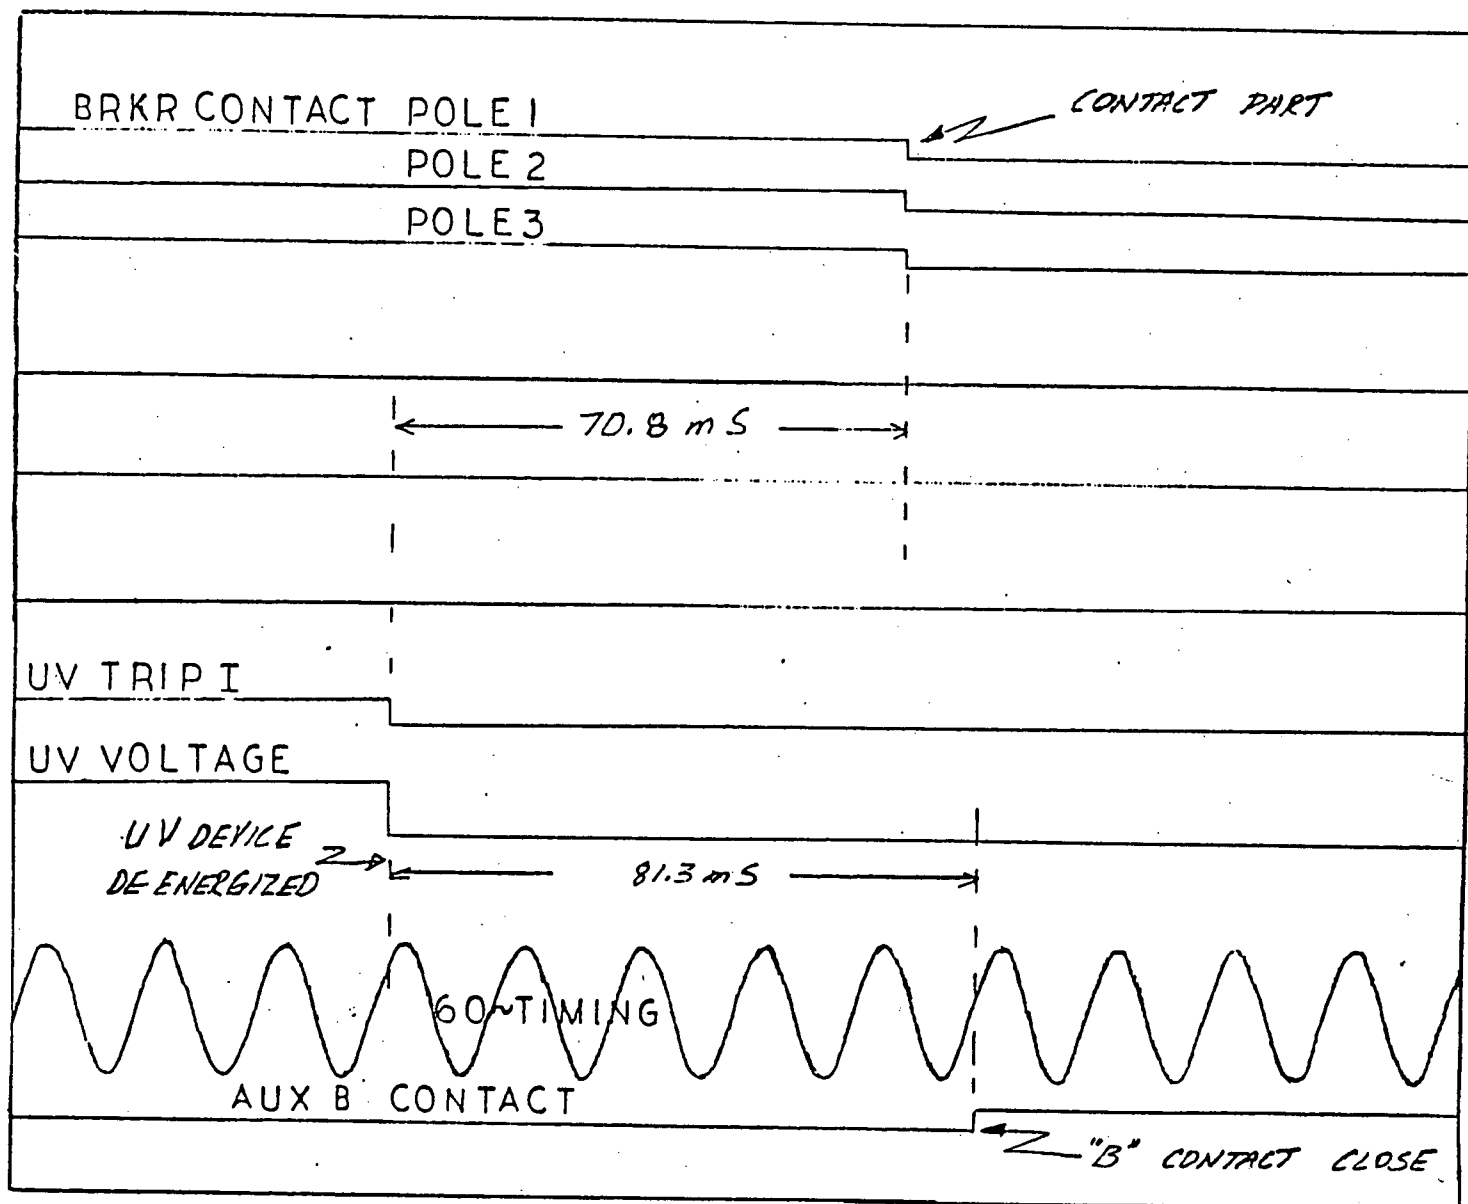 BRKR CONTACT POLE 1
CONTACT PART
POLE 2
POLE 3
70.8 mS
UV TRIP I
UV VOLTAGE
UV DEVICE
DE ENERGIZED
81.3 mS
60~TIMING
AUX B CONTACT
"B" CONTACT CLOSE